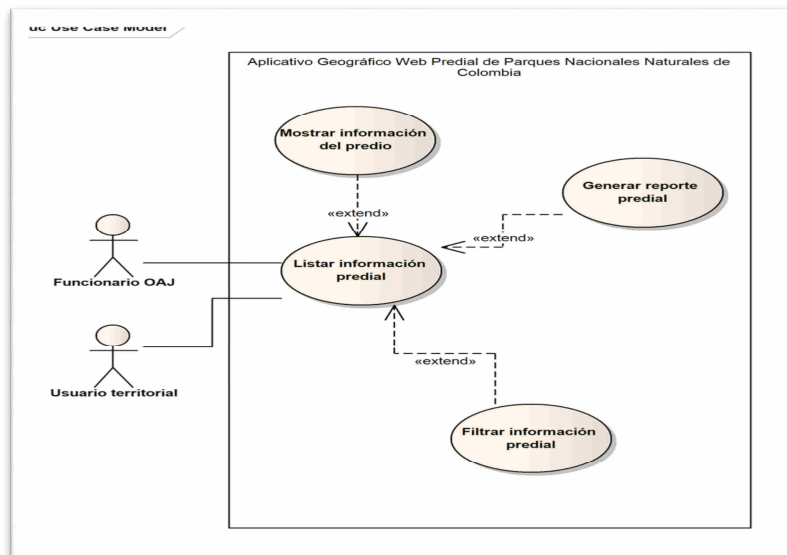 uc Use Case Model
Aplicativo Geográfico Web Predial de Parques Nacionales Naturales de
Colombia
Mostrar información
del predio
Generar reporte
predial
«extend»
«extend»
Listar información
predial
Funcionario OAJ
«extend»
Usuario territorial
Filtrar información
predial